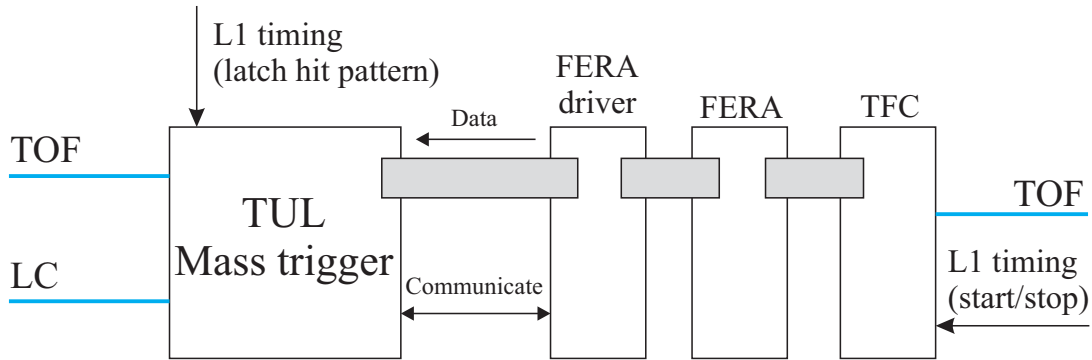 L1 timing
(latch hit pattern)
FERA
driver
FERA
TFC
Data
TOF
TUL
Mass trigger
TOF
LC
Communicate
L1 timing
(start/stop)